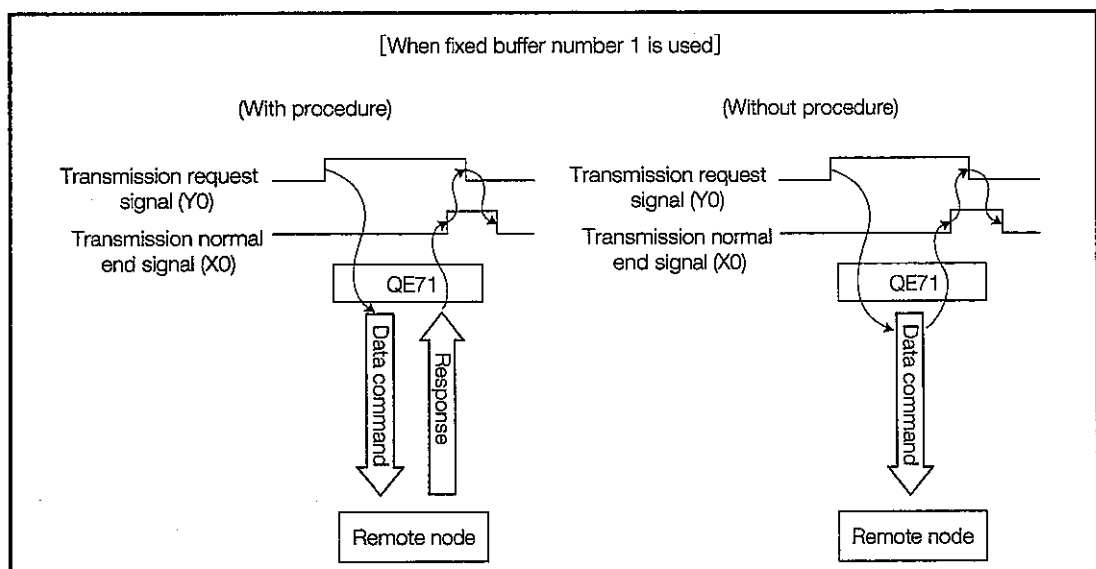 [When fixed buffer number 1 is used]
(With procedure)
Transmission request
signal (Y0)
Transmission normal
end signal (X0)
QE71
Data command
Response
Remote node
(Without procedure)
Transmission request
signal (Y0)
Transmission normal
end signal (X0)
QE71
Data command
Remote node